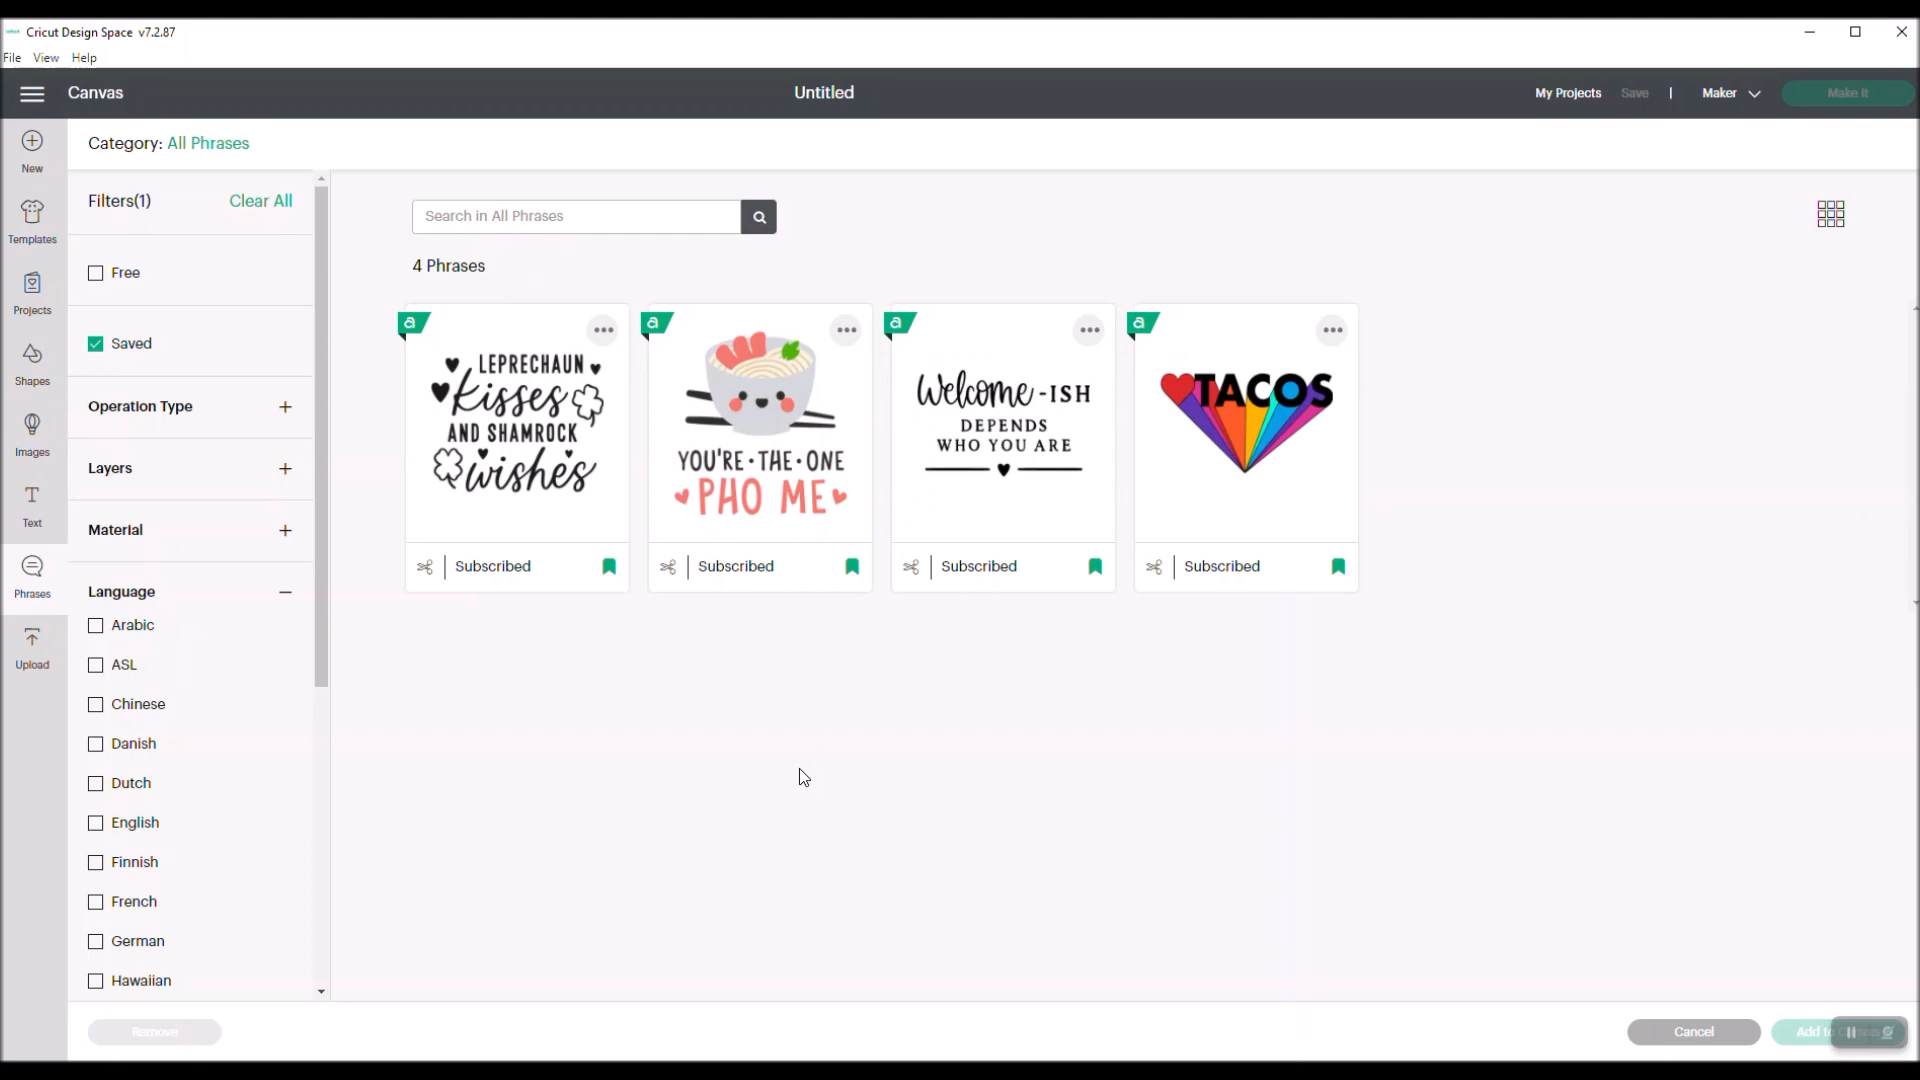 Cricut Design Space v7.2.87
File View Help
Canvas
Untitled
My Projects Save | Maker Make It
New
Templates
Projects
Shapes
Images
Text
Phrases
Upload
Category: All Phrases
Filters(1) Clear All
Free
Saved
Operation Type +
Layers +
Material +
Language –
Arabic
ASL
Chinese
Danish
Dutch
English
Finnish
French
German
Hawaiian
Search in All Phrases
4 Phrases
a
LEPRECHAUN
kisses
AND SHAMROCK
wishes
Subscribed
a
YOU'RE·THE·ONE
PHO ME
Subscribed
a
Welcome-ISH
DEPENDS
WHO YOU ARE
Subscribed
a
TACOS
Subscribed
Remove
Cancel
Add to